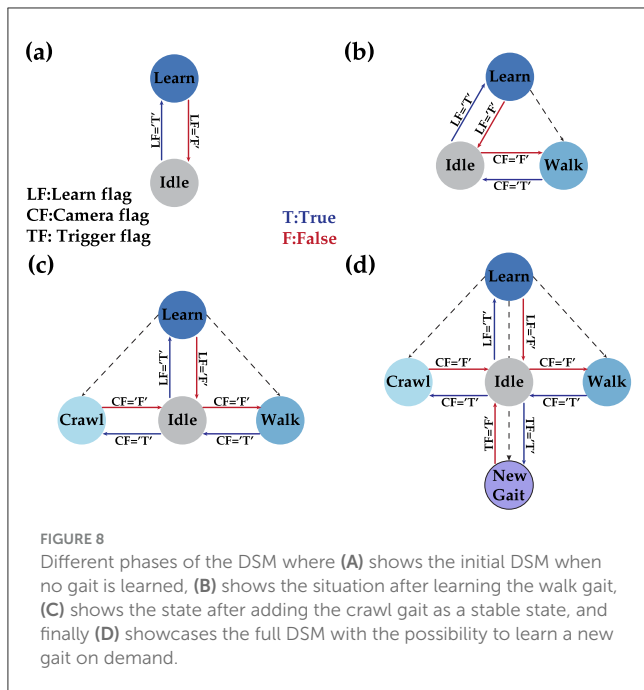 (a)
Learn
LF='T'
LF='F'
Idle
LF:Learn flag
CF:Camera flag
TF: Trigger flag
T:True
F:False
(b)
Learn
LF='T'
LF='F'
Idle
CF='F'
CF='T'
Walk
(c)
Learn
LF='T'
LF='F'
Crawl
CF='F'
CF='T'
Idle
CF='F'
CF='T'
Walk
(d)
Learn
LF='T'
LF='F'
Crawl
CF='F'
CF='T'
Idle
CF='F'
CF='T'
Walk
TF='F'
TF='T'
New
Gait
FIGURE 8
Different phases of the DSM where (A) shows the initial DSM when
no gait is learned, (B) shows the situation after learning the walk gait,
(C) shows the state after adding the crawl gait as a stable state, and
finally (D) showcases the full DSM with the possibility to learn a new
gait on demand.